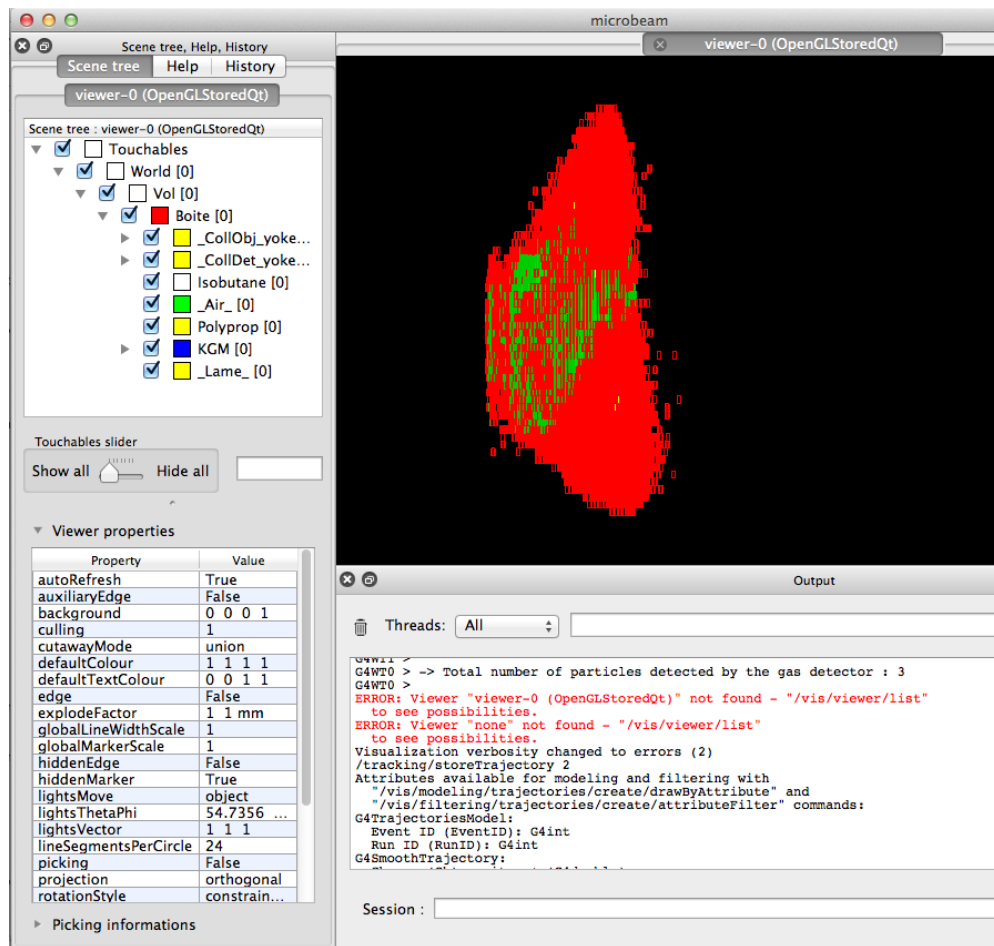 microbeam
Scene tree, Help, History
Scene tree Help History
viewer-0 (OpenGLStoredQt)
Scene tree : viewer-0 (OpenGLStoredQt)
Touchables
World [0]
Vol [0]
Boite [0]
_CollObj_yoke...
_CollDet_yoke...
Isobutane [0]
_Air_ [0]
Polyprop [0]
KGM [0]
_Lame_ [0]
Touchables slider
Show all Hide all
Viewer properties
Property Value
autoRefresh True
auxiliaryEdge False
background 0 0 0 1
culling 1
cutawayMode union
defaultColour 1 1 1 1
defaultTextColour 0 0 1 1
edge False
explodeFactor 1 1 mm
globalLineWidthScale 1
globalMarkerScale 1
hiddenEdge False
hiddenMarker True
lightsMove object
lightsThetaPhi 54.7356 ...
lightsVector 1 1 1
lineSegmentsPerCircle 24
picking False
projection orthogonal
rotationStyle constrain...
Picking informations
viewer-0 (OpenGLStoredQt)
Output
Threads: All
G4WT1 >
G4WT0 > -> Total number of particles detected by the gas detector : 3
G4WT0 >
ERROR: Viewer "viewer-0 (OpenGLStoredQt)" not found - "/vis/viewer/list"
to see possibilities.
ERROR: Viewer "none" not found - "/vis/viewer/list"
to see possibilities.
Visualization verbosity changed to errors (2)
/tracking/storeTrajectory 2
Attributes available for modeling and filtering with
"/vis/modeling/trajectories/create/drawByAttribute" and
"/vis/filtering/trajectories/create/attributeFilter" commands:
G4TrajectoriesModel:
Event ID (EventID): G4int
Run ID (RunID): G4int
G4SmoothTrajectory:
Session :